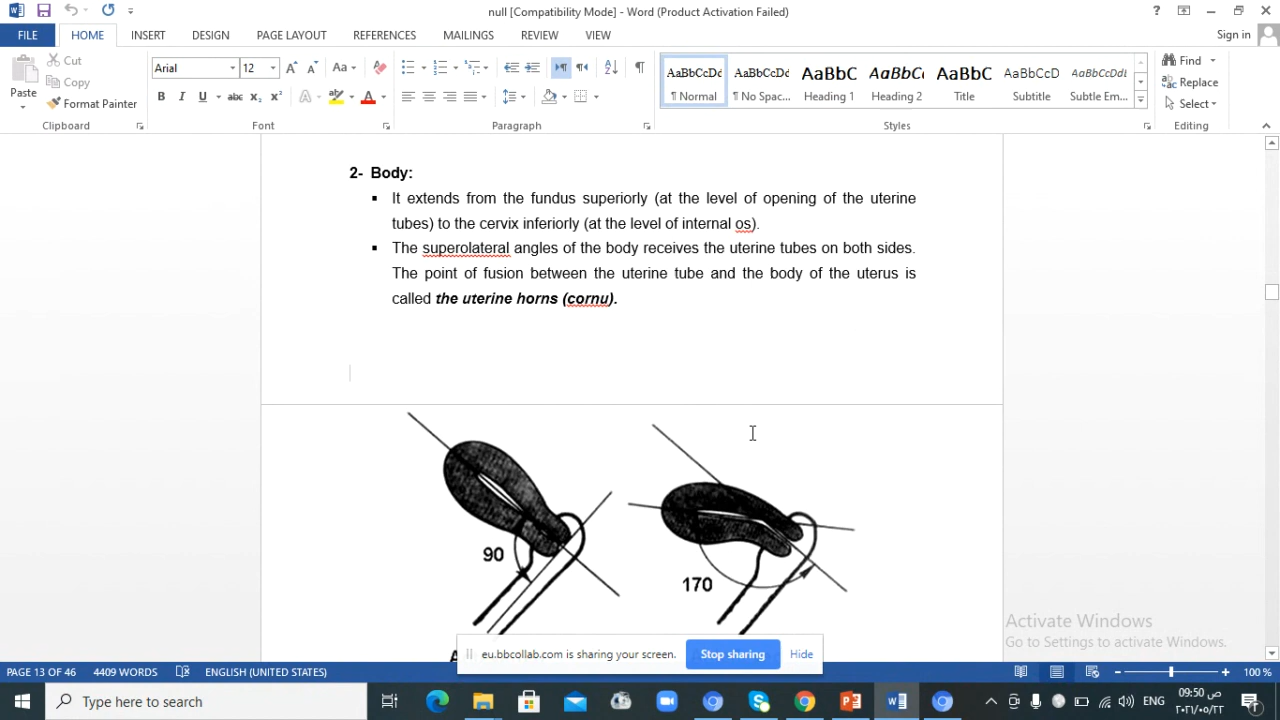 null [Compatibility Mode] - Word (Product Activation Failed)
FILE HOME INSERT DESIGN PAGE LAYOUT REFERENCES MAILINGS REVIEW VIEW Sign in
Cut
Copy
Format Painter
Paste
Arial 12
AaBbCcDc AaBbCcDc AaBbC AaBbCc AaBbC AaBbCcD AaBbCcDdI
¶ Normal ¶ No Spac... Heading 1 Heading 2 Title Subtitle Subtle Em...
Find
Replace
Select
Clipboard Font Paragraph Styles Editing
2- Body:
▪ It extends from the fundus superiorly (at the level of opening of the uterine
tubes) to the cervix inferiorly (at the level of internal os).
▪ The superolateral angles of the body receives the uterine tubes on both sides.
The point of fusion between the uterine tube and the body of the uterus is
called the uterine horns (cornu).
90
170
Activate Windows
Go to Settings to activate Windows.
eu.bbcollab.com is sharing your screen. Stop sharing Hide
PAGE 13 OF 46 4409 WORDS ENGLISH (UNITED STATES) 100 %
Type here to search
ENG
09:50 ص
٢٠٢١/٠٥/٢٢